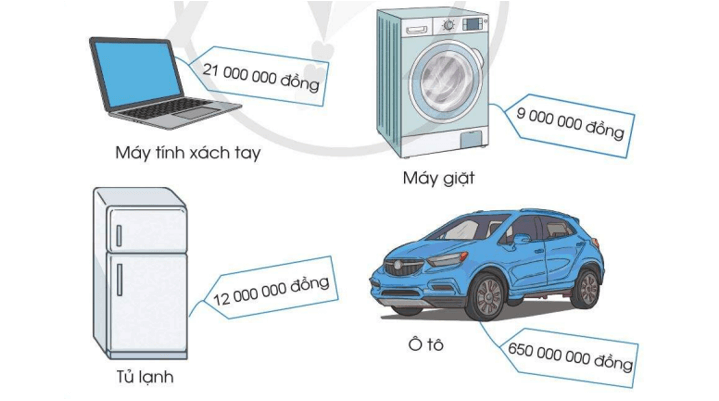 21 000 000 đồng
Máy tính xách tay
9 000 000 đồng
Máy giặt
12 000 000 đồng
Tủ lạnh
650 000 000 đồng
Ô tô